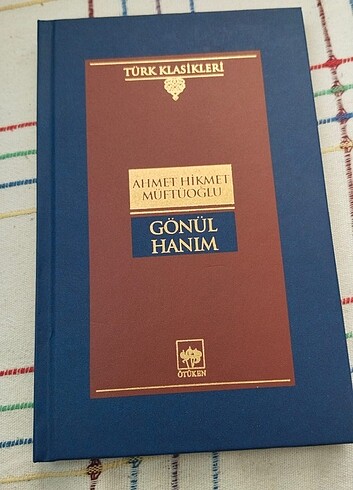 TÜRK KLASİKLERİ
AHMET HİKMET
MÜFTÜOĞLU
GÖNÜL
HANIM
ÖTÜKEN